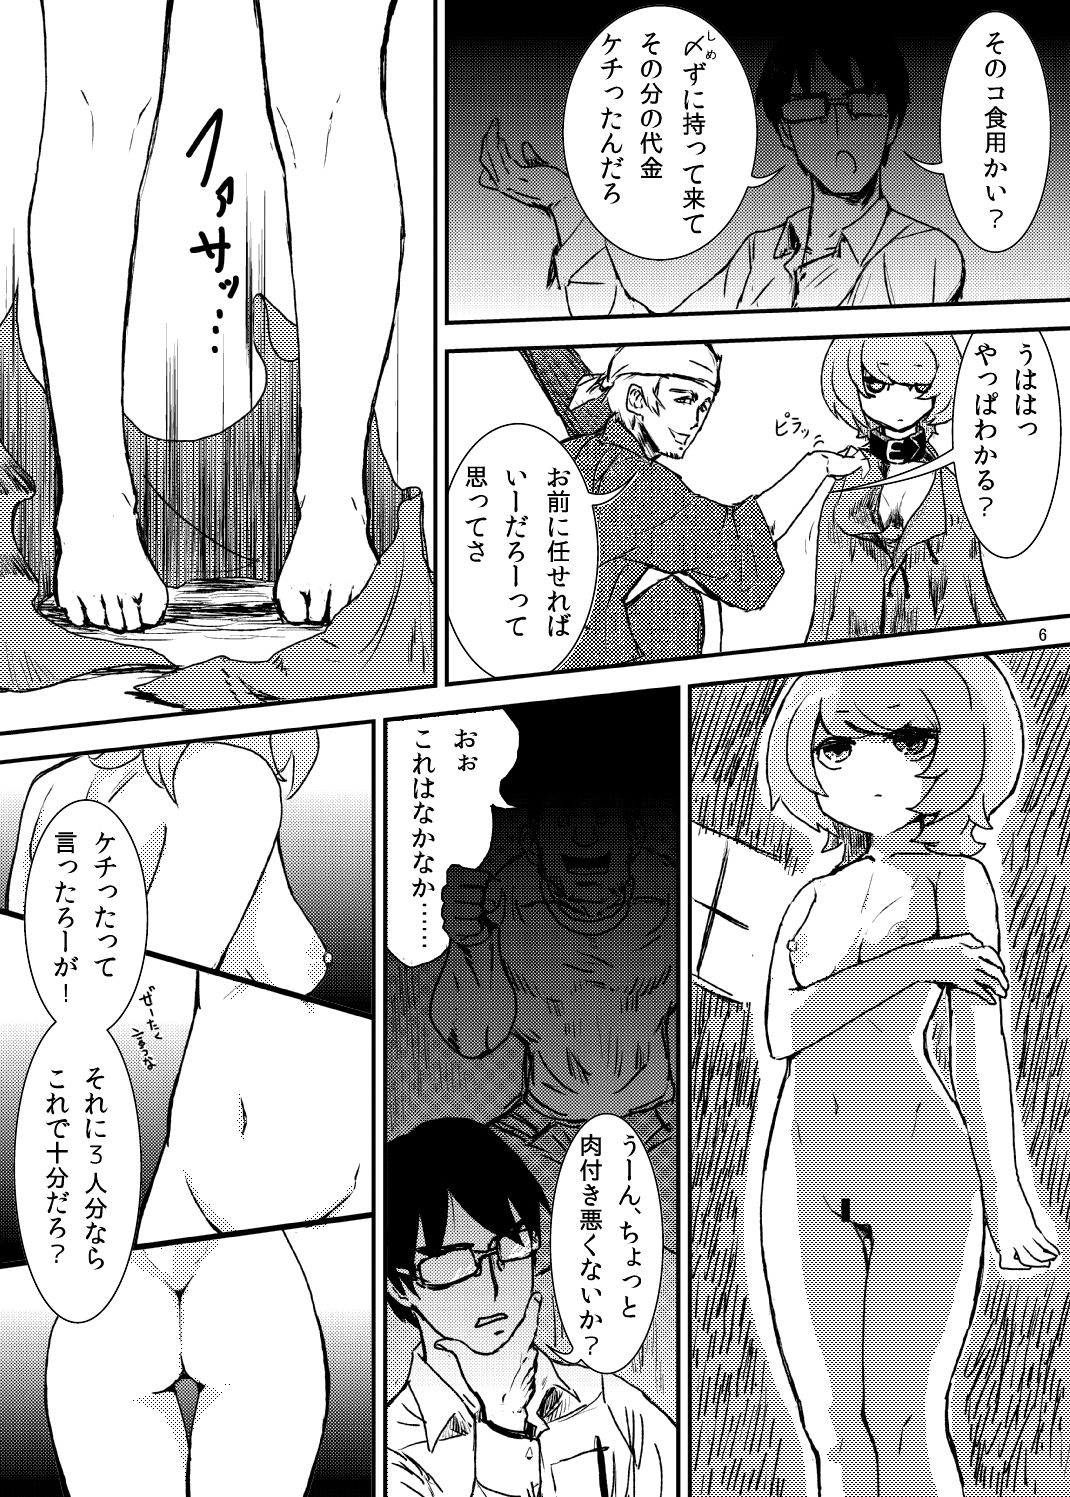 そのコ食用かい？
〆ずに持って来て
しめ
その分の代金
ケチったんだろ
うははっ
やっぱわかる？
ピラッ
お前に任せれば
いーだろーって
思ってさ
ファサッ…
6
おぉ
これはなかなか……
うーん、ちょっと
肉付き悪くないか？
ケチったって
言ったろーが！
ぜーたく
言うな
それに3人分なら
これで十分だろ？